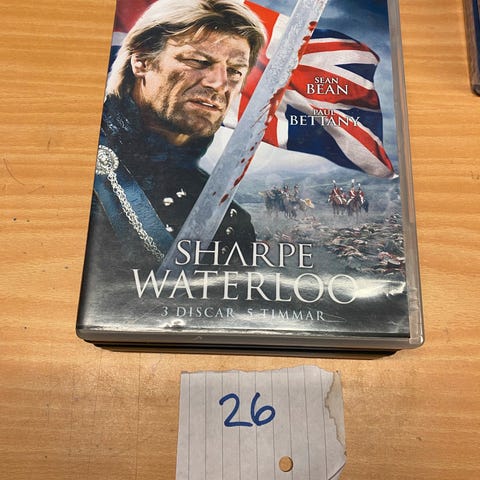 SEAN
BEAN
PAUL
BETTANY
SHARPE
WATERLOO
3 DISCAR 5 TIMMAR
26